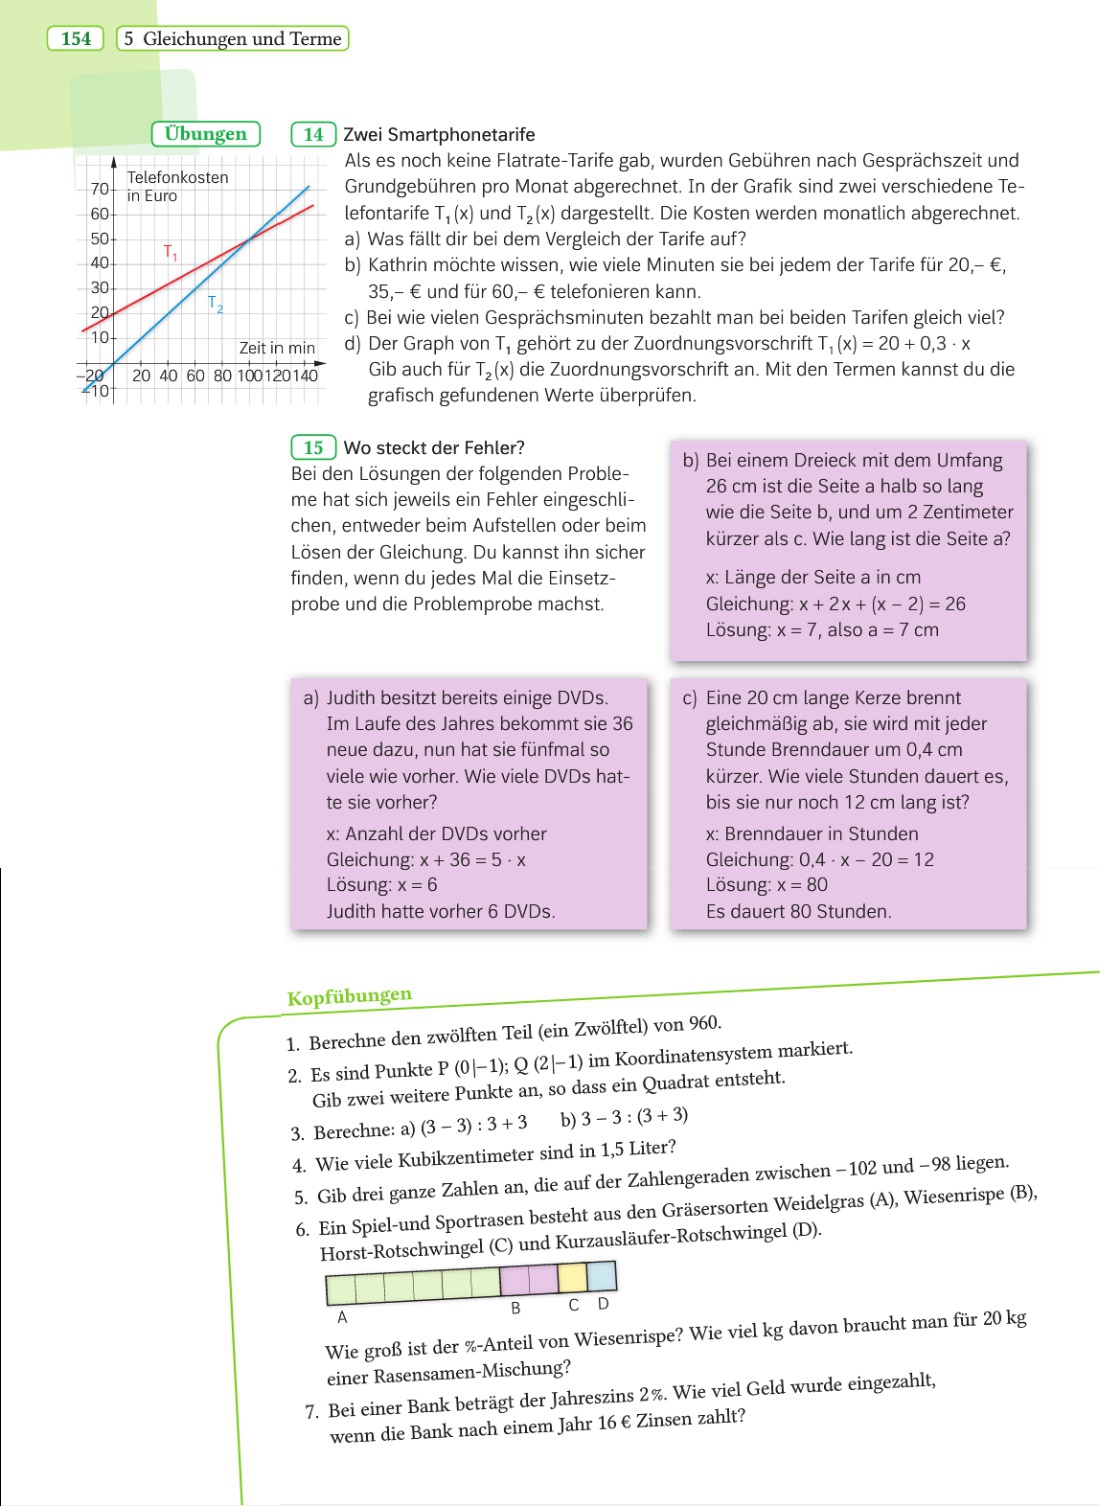 154
5 Gleichungen und Terme
Übungen
14 Zwei Smartphonetarife
Als es noch keine Flatrate-Tarife gab, wurden Gebühren nach Gesprächszeit und
Grundgebühren pro Monat abgerechnet. In der Grafik sind zwei verschiedene Te-
lefontarife T₁(x) und T₂(x) dargestellt. Die Kosten werden monatlich abgerechnet.
a) Was fällt dir bei dem Vergleich der Tarife auf?
b) Kathrin möchte wissen, wie viele Minuten sie bei jedem der Tarife für 20,– €,
35,– € und für 60,– € telefonieren kann.
c) Bei wie vielen Gesprächsminuten bezahlt man bei beiden Tarifen gleich viel?
d) Der Graph von T₁ gehört zu der Zuordnungsvorschrift T₁(x) = 20 + 0,3 · x
Gib auch für T₂(x) die Zuordnungsvorschrift an. Mit den Termen kannst du die
grafisch gefundenen Werte überprüfen.
Telefonkosten
in Euro
70
60
50
40
30
20
10
T₁
T₂
Zeit in min
–20 20 40 60 80 100 120 140
–10
15 Wo steckt der Fehler?
Bei den Lösungen der folgenden Proble-
me hat sich jeweils ein Fehler eingeschli-
chen, entweder beim Aufstellen oder beim
Lösen der Gleichung. Du kannst ihn sicher
finden, wenn du jedes Mal die Einsetz-
probe und die Problemprobe machst.
b) Bei einem Dreieck mit dem Umfang
26 cm ist die Seite a halb so lang
wie die Seite b, und um 2 Zentimeter
kürzer als c. Wie lang ist die Seite a?
x: Länge der Seite a in cm
Gleichung: x + 2x + (x – 2) = 26
Lösung: x = 7, also a = 7 cm
a) Judith besitzt bereits einige DVDs.
Im Laufe des Jahres bekommt sie 36
neue dazu, nun hat sie fünfmal so
viele wie vorher. Wie viele DVDs hat-
te sie vorher?
x: Anzahl der DVDs vorher
Gleichung: x + 36 = 5 · x
Lösung: x = 6
Judith hatte vorher 6 DVDs.
c) Eine 20 cm lange Kerze brennt
gleichmäßig ab, sie wird mit jeder
Stunde Brenndauer um 0,4 cm
kürzer. Wie viele Stunden dauert es,
bis sie nur noch 12 cm lang ist?
x: Brenndauer in Stunden
Gleichung: 0,4 · x – 20 = 12
Lösung: x = 80
Es dauert 80 Stunden.
Kopfübungen
1. Berechne den zwölften Teil (ein Zwölftel) von 960.
2. Es sind Punkte P (0|–1); Q (2|–1) im Koordinatensystem markiert.
Gib zwei weitere Punkte an, so dass ein Quadrat entsteht.
3. Berechne: a) (3 – 3) : 3 + 3 b) 3 – 3 : (3 + 3)
4. Wie viele Kubikzentimeter sind in 1,5 Liter?
5. Gib drei ganze Zahlen an, die auf der Zahlengeraden zwischen –102 und –98 liegen.
6. Ein Spiel-und Sportrasen besteht aus den Gräsersorten Weidelgras (A), Wiesenrispe (B),
Horst-Rotschwingel (C) und Kurzausläufer-Rotschwingel (D).
A B C D
Wie groß ist der %-Anteil von Wiesenrispe? Wie viel kg davon braucht man für 20 kg
einer Rasensamen-Mischung?
7. Bei einer Bank beträgt der Jahreszins 2 %. Wie viel Geld wurde eingezahlt,
wenn die Bank nach einem Jahr 16 € Zinsen zahlt?